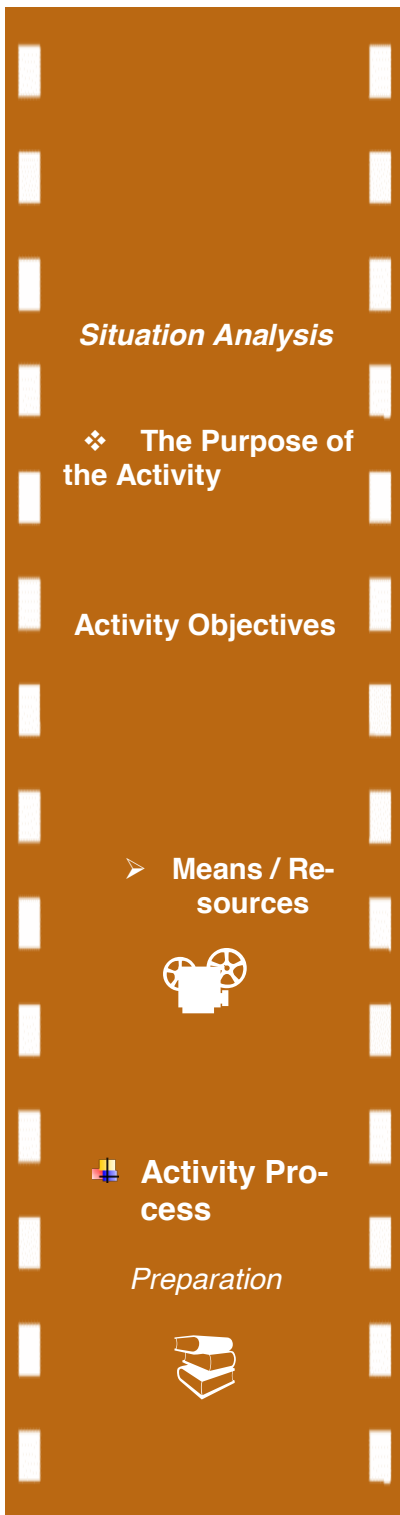 Situation Analysis
❖ The Purpose of
the Activity
Activity Objectives
➢ Means / Re-
sources
Activity Pro-
cess
Preparation